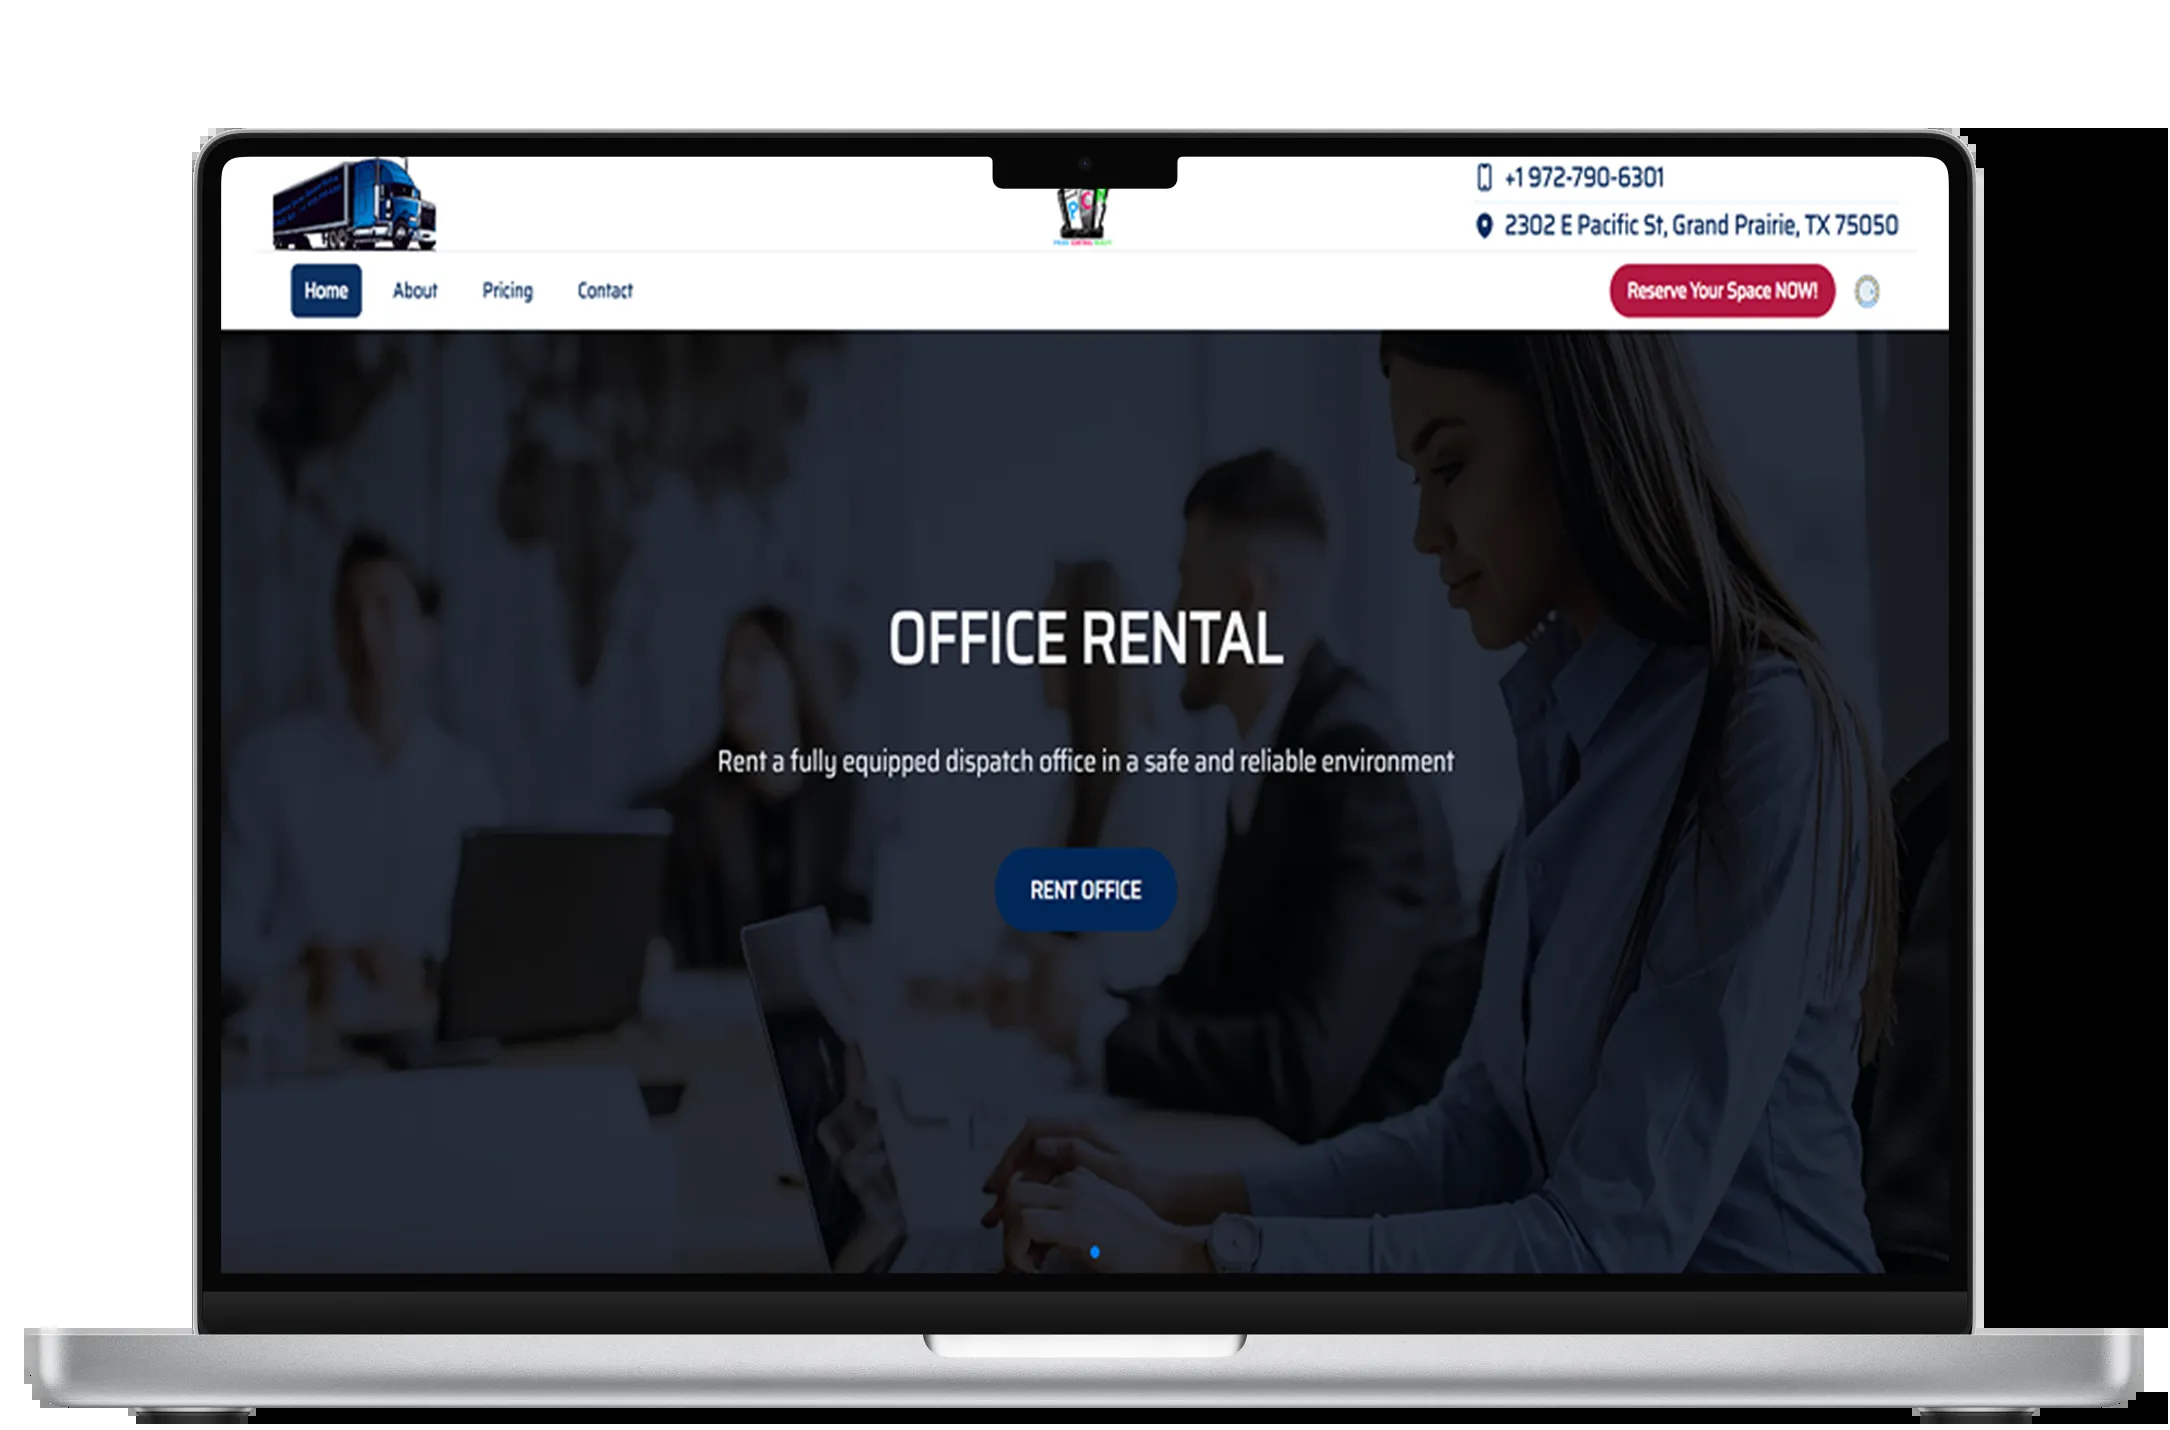 +1 972-790-6301
2302 E Pacific St, Grand Prairie, TX 75050
Home About Pricing Contact Reserve Your Space NOW!
OFFICE RENTAL
Rent a fully equipped dispatch office in a safe and reliable environment
RENT OFFICE